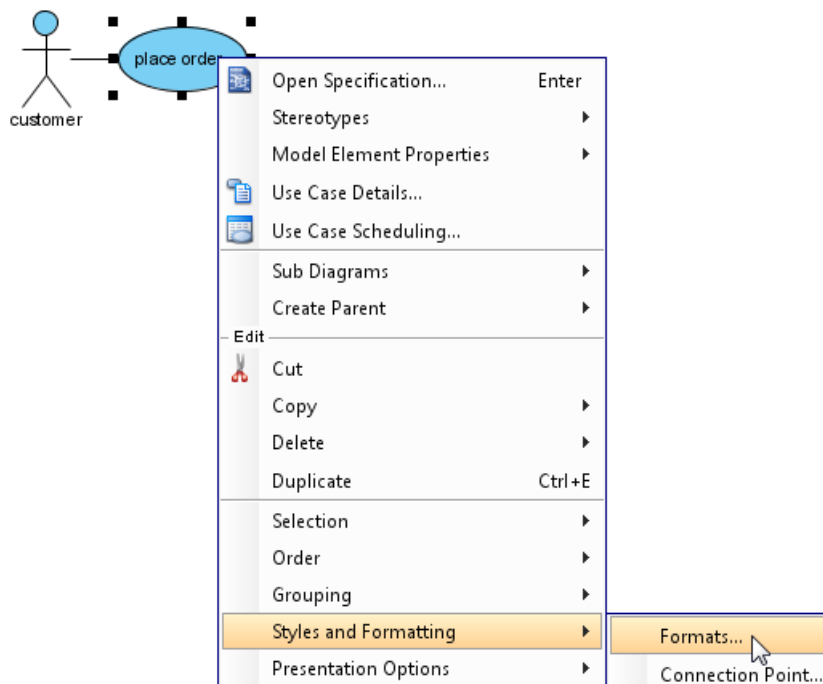 place order
customer
Open Specification... Enter
Stereotypes
Model Element Properties
Use Case Details...
Use Case Scheduling...
Sub Diagrams
Create Parent
Edit
Cut
Copy
Delete
Duplicate Ctrl+E
Selection
Order
Grouping
Styles and Formatting
Formats...
Presentation Options
Connection Point...